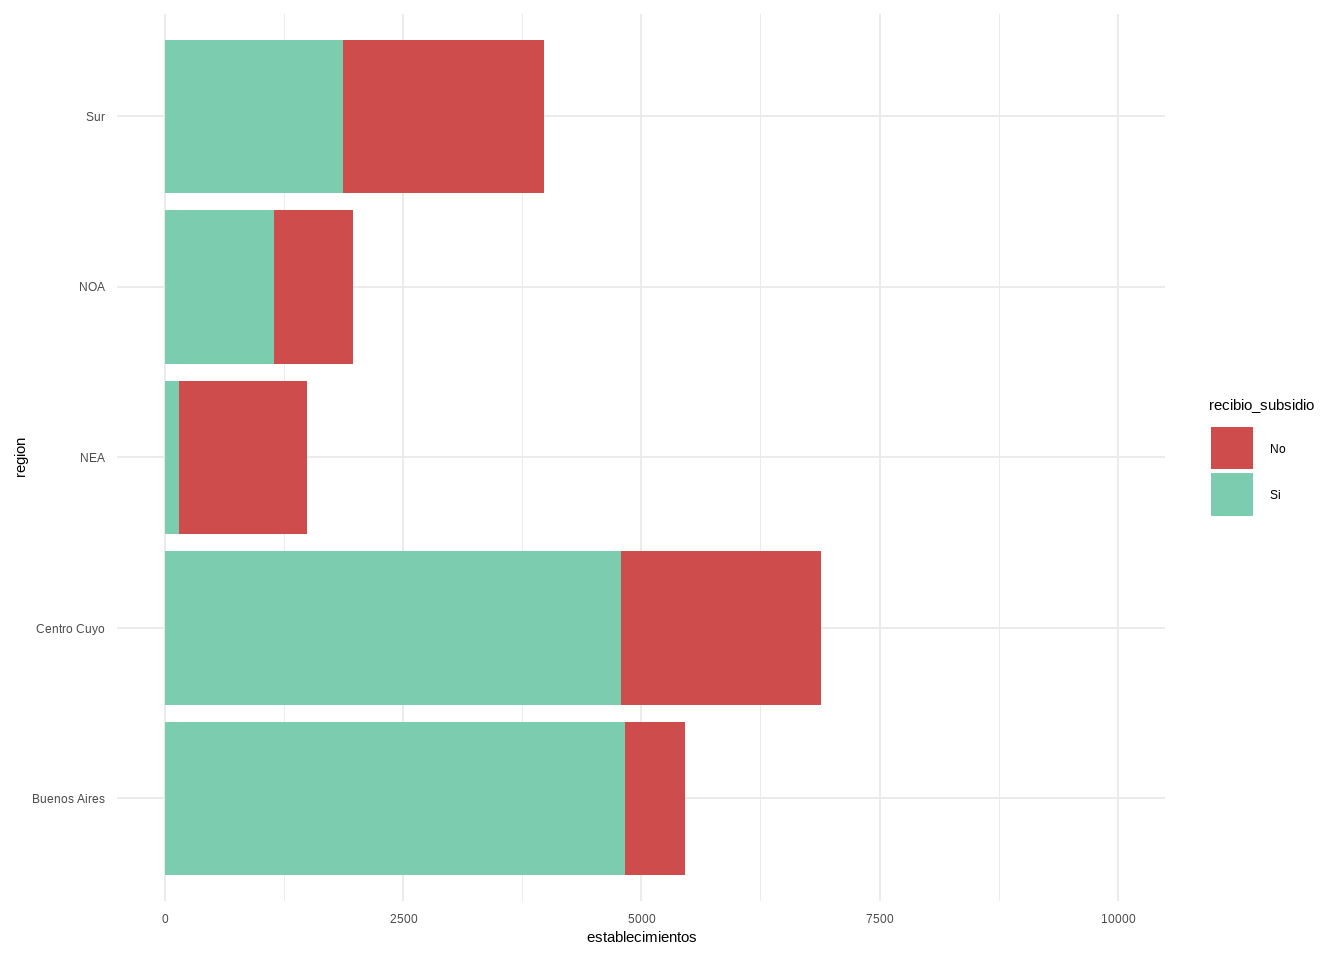 Sur
NOA
NEA
Centro Cuyo
Buenos Aires
region
0 2500 5000 7500 10000
establecimientos
recibio_subsidio
No
Si